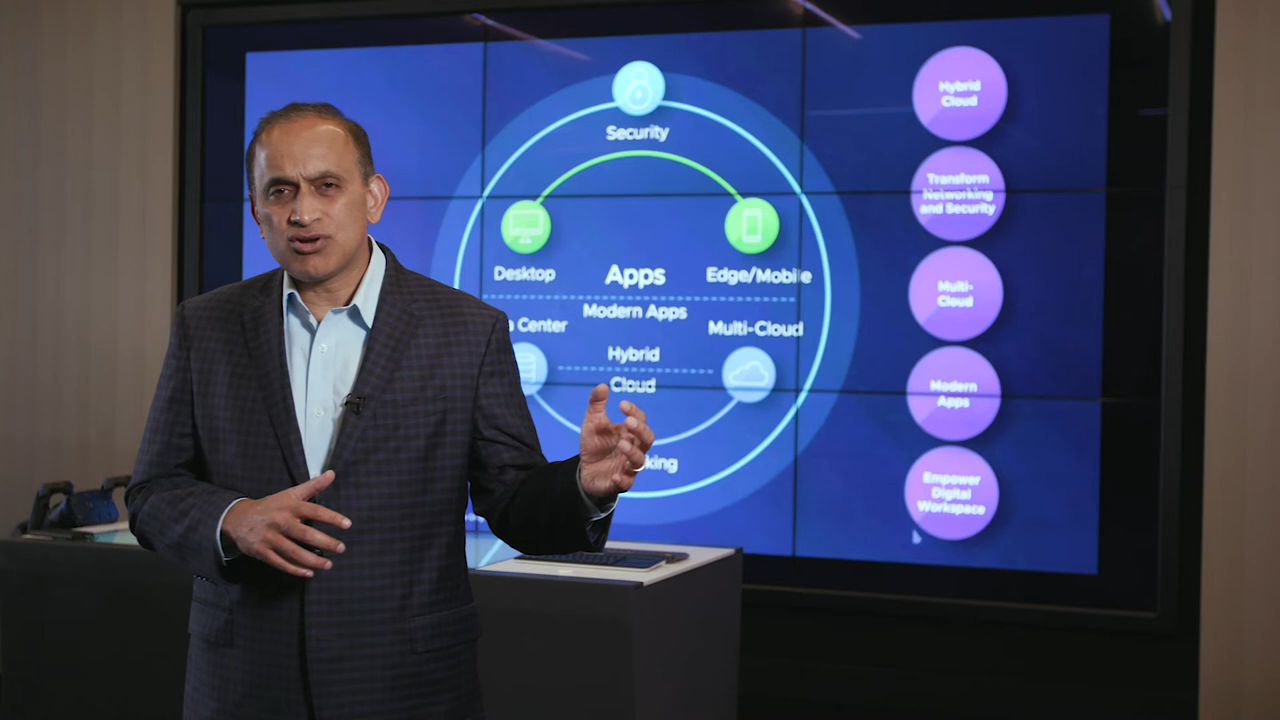 Security
Desktop
Apps
Edge/Mobile
Modern Apps
Center
Multi-Cloud
Hybrid
Cloud
Hybrid
Cloud
Transform
Networking
and Security
Multi-
Cloud
Modern
Apps
Empower
Digital
Workspace